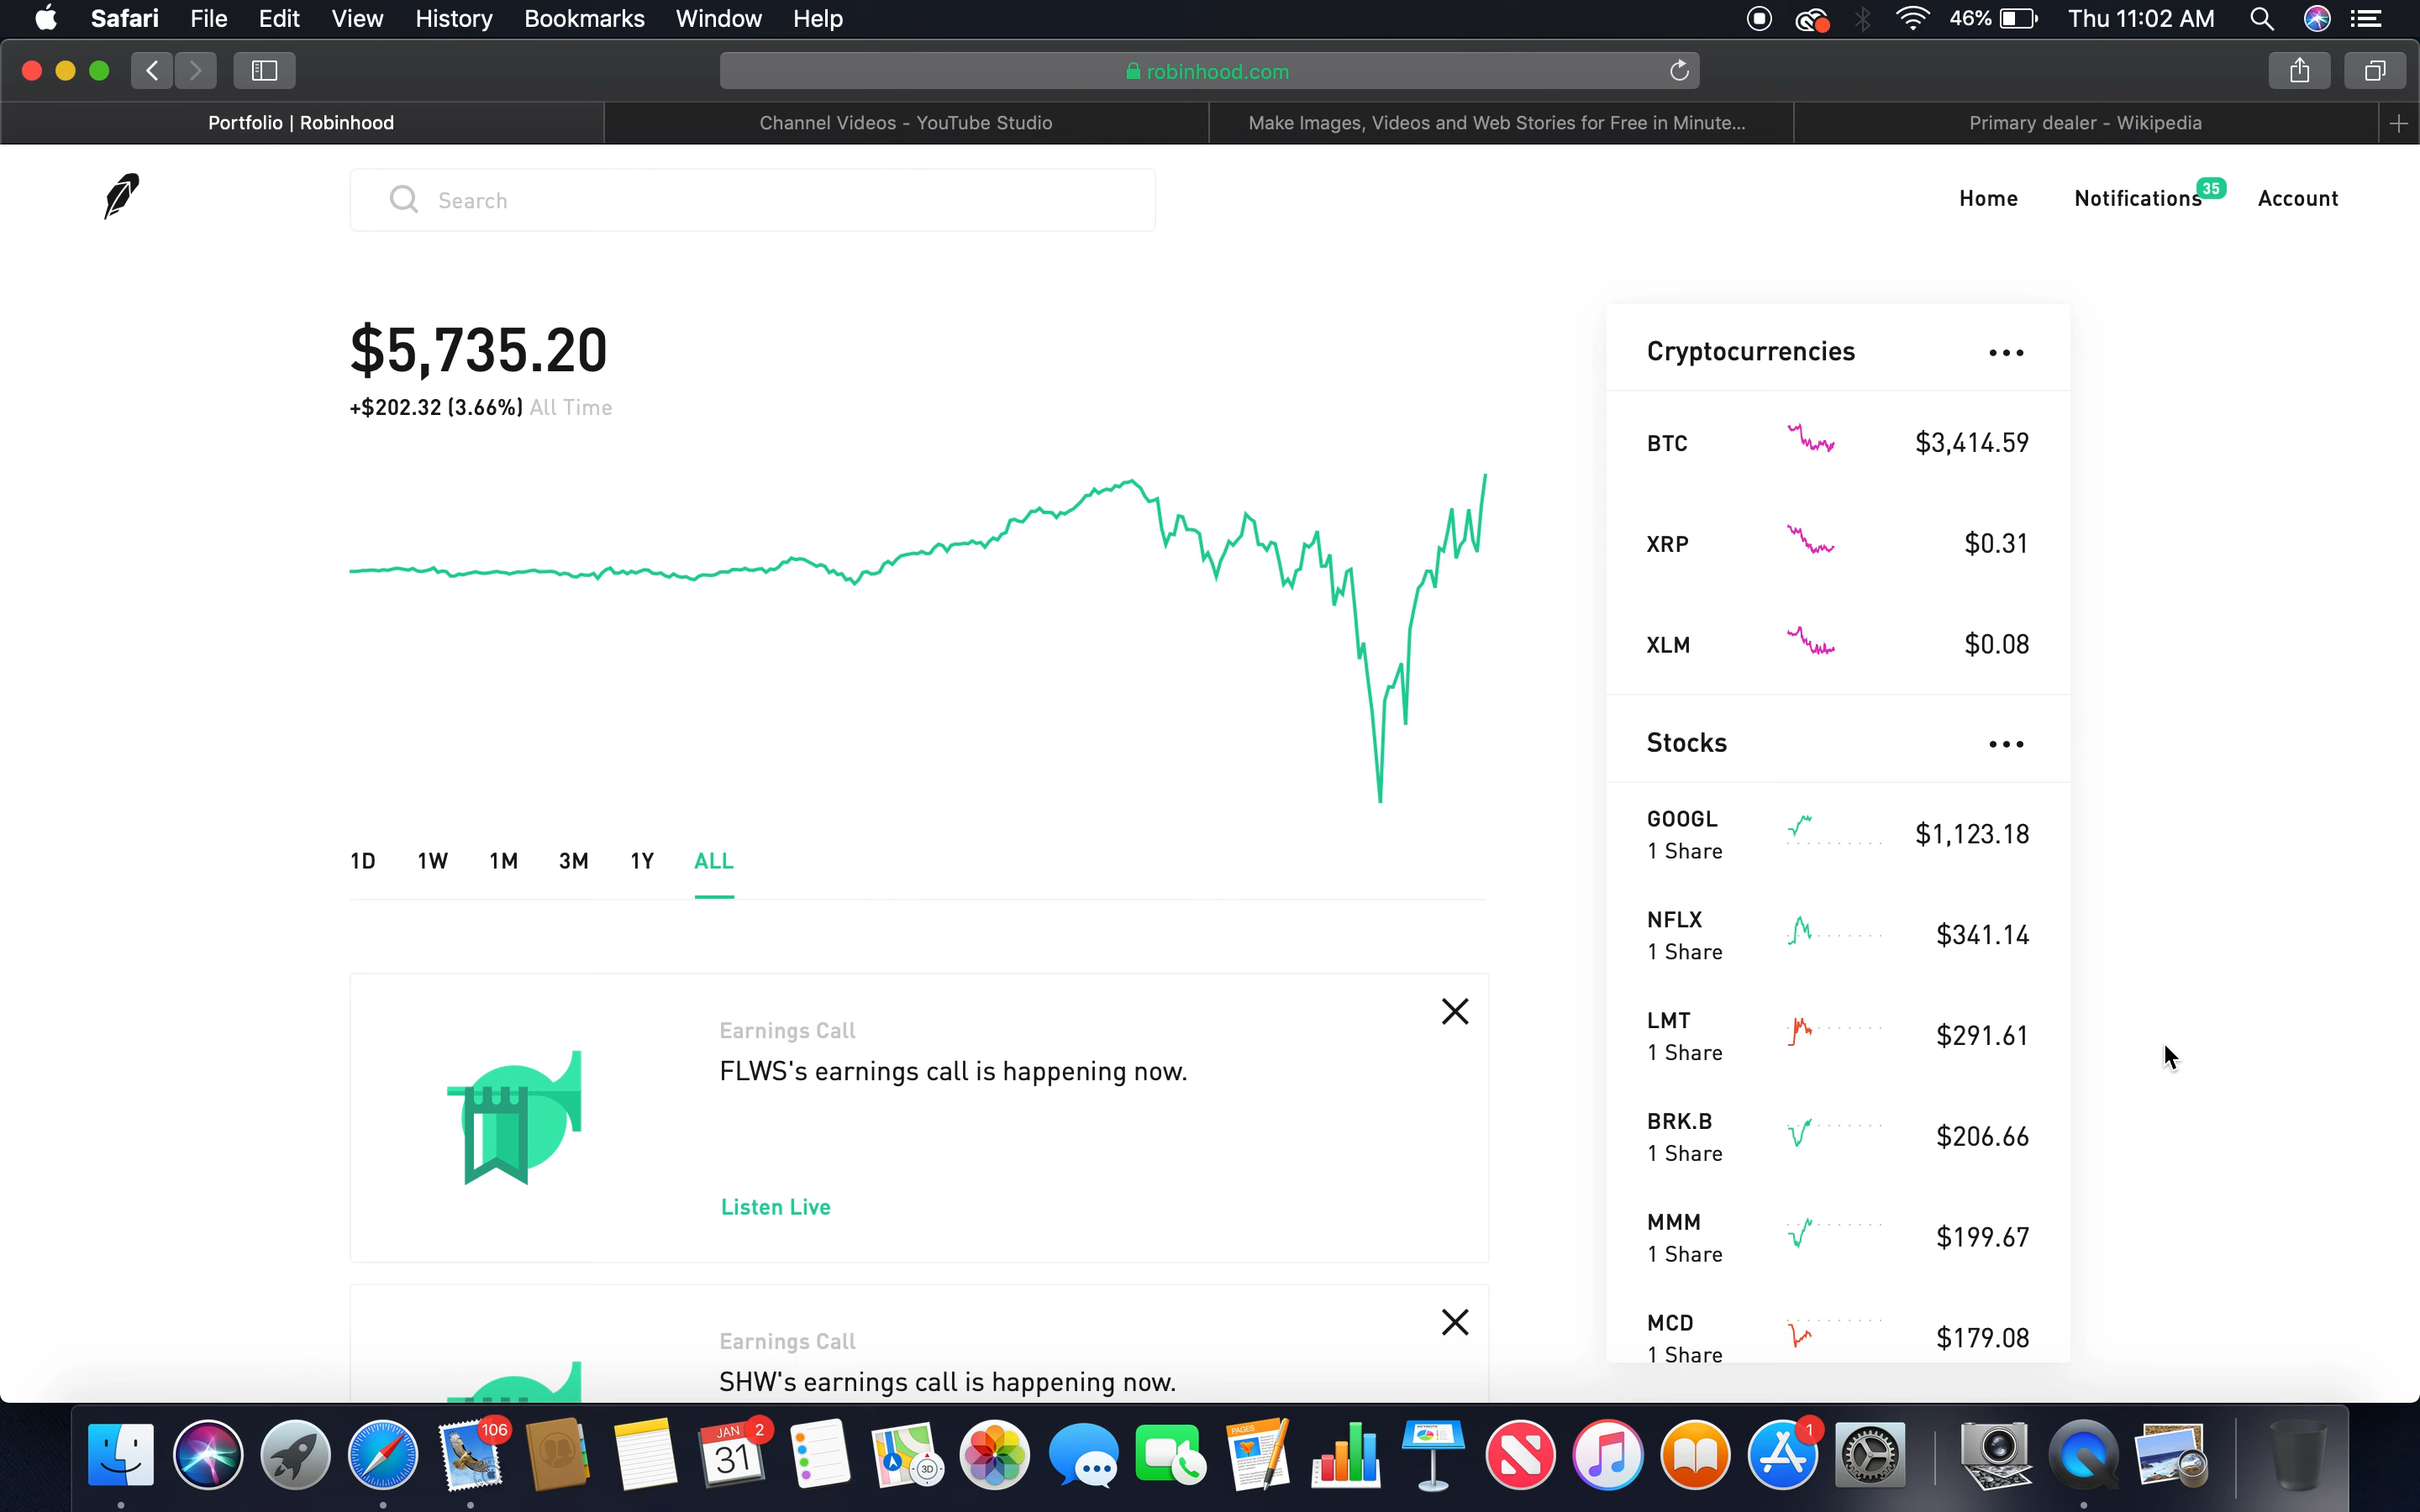 Safari File Edit View History Bookmarks Window Help
46% Thu 11:02 AM
robinhood.com
Portfolio | Robinhood
Channel Videos - YouTube Studio
Make Images, Videos and Web Stories for Free in Minute...
Primary dealer - Wikipedia
Search
Home
Notifications 35
Account
$5,735.20
+$202.32 (3.66%) All Time
1D 1W 1M 3M 1Y ALL
Earnings Call
FLWS's earnings call is happening now.
Listen Live
Earnings Call
SHW's earnings call is happening now.
Cryptocurrencies
BTC $3,414.59
XRP $0.31
XLM $0.08
Stocks
GOOGL
1 Share
$1,123.18
NFLX
1 Share
$341.14
LMT
1 Share
$291.61
BRK.B
1 Share
$206.66
MMM
1 Share
$199.67
MCD
1 Share
$179.08
106
JAN
31
2
3D
PAGES
1